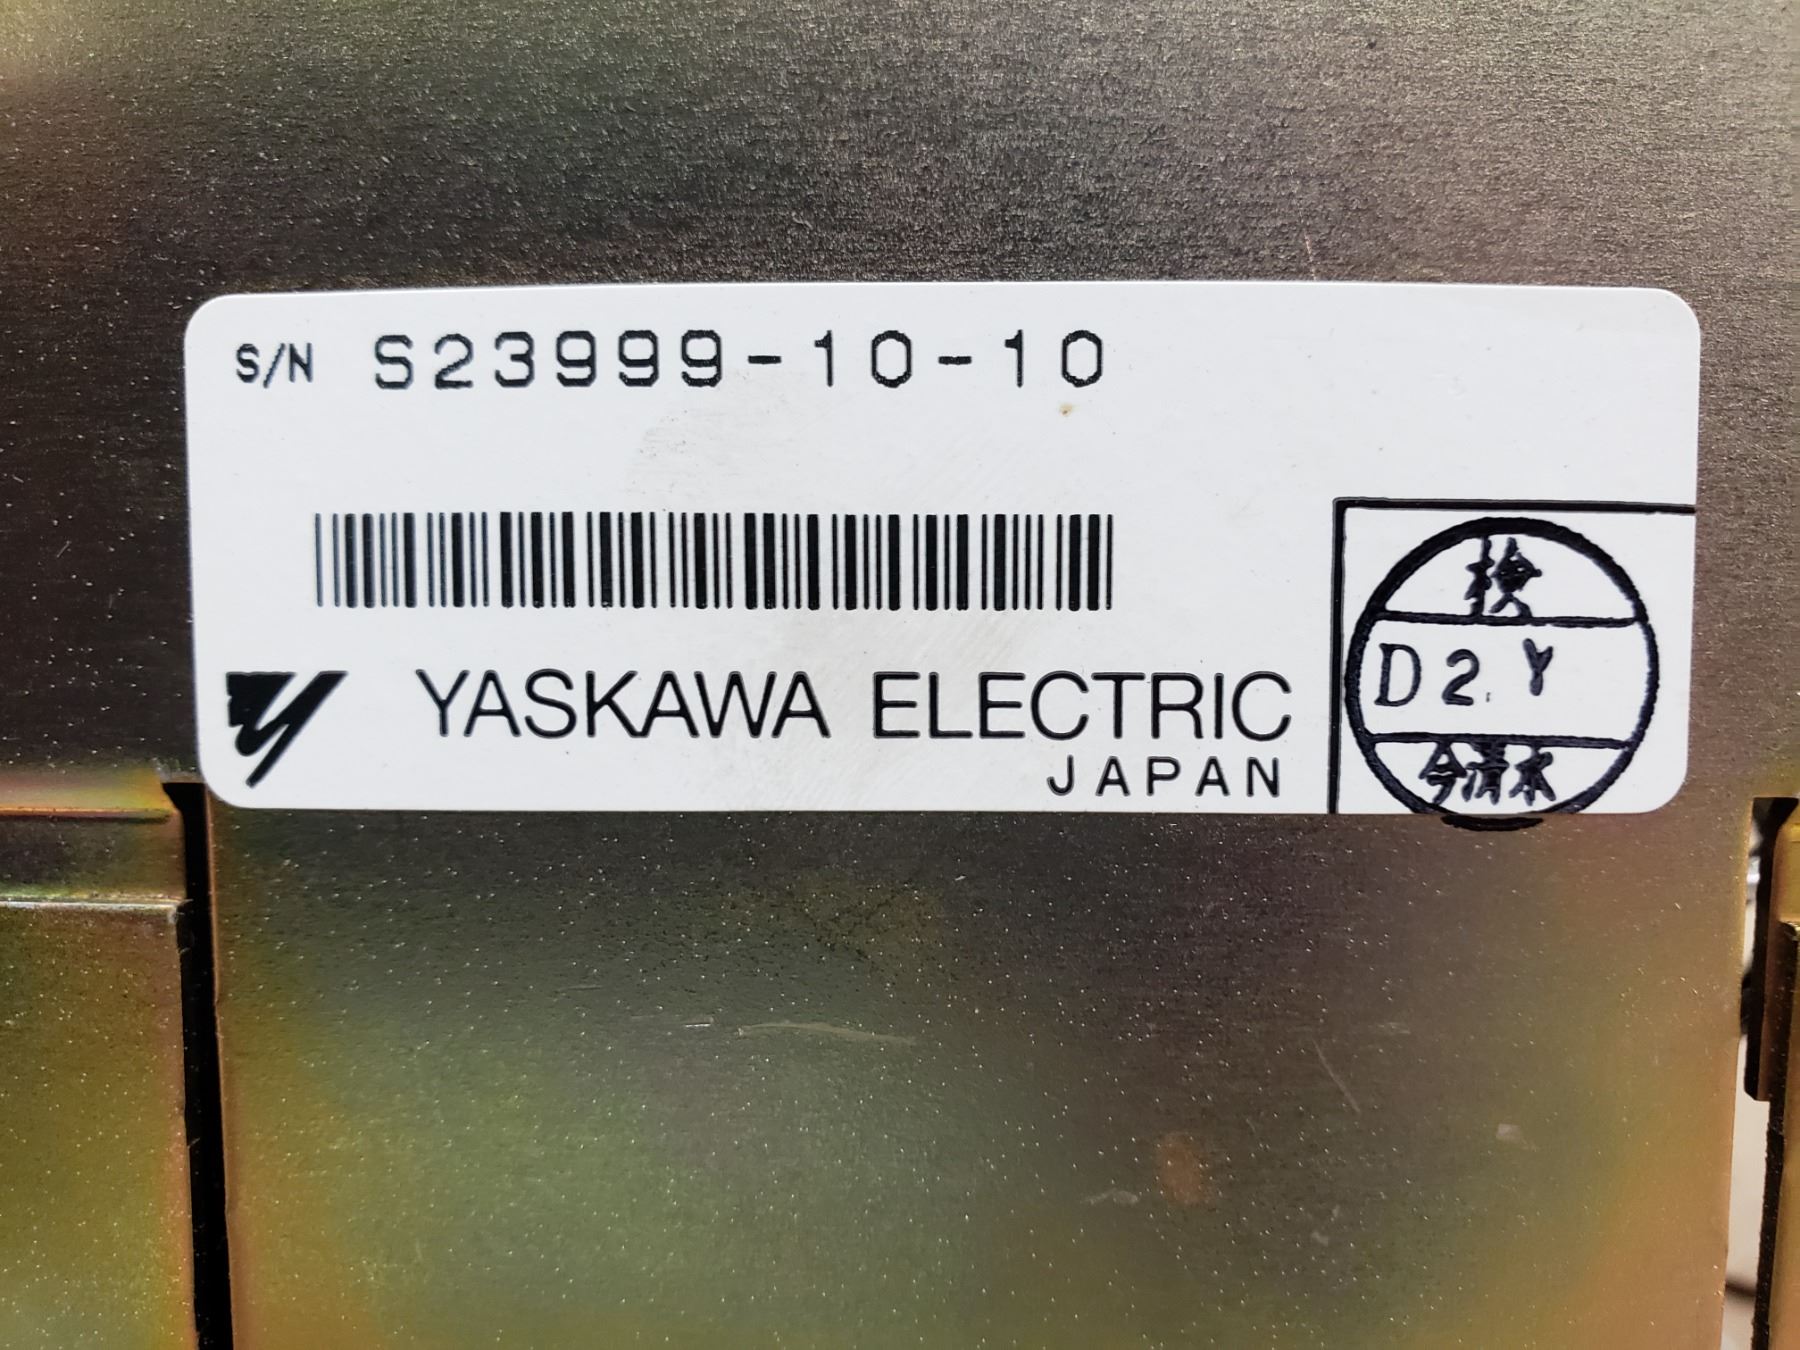 S/N S23999-10-10
YASKAWA ELECTRIC
JAPAN
検
D2.Y
今清水